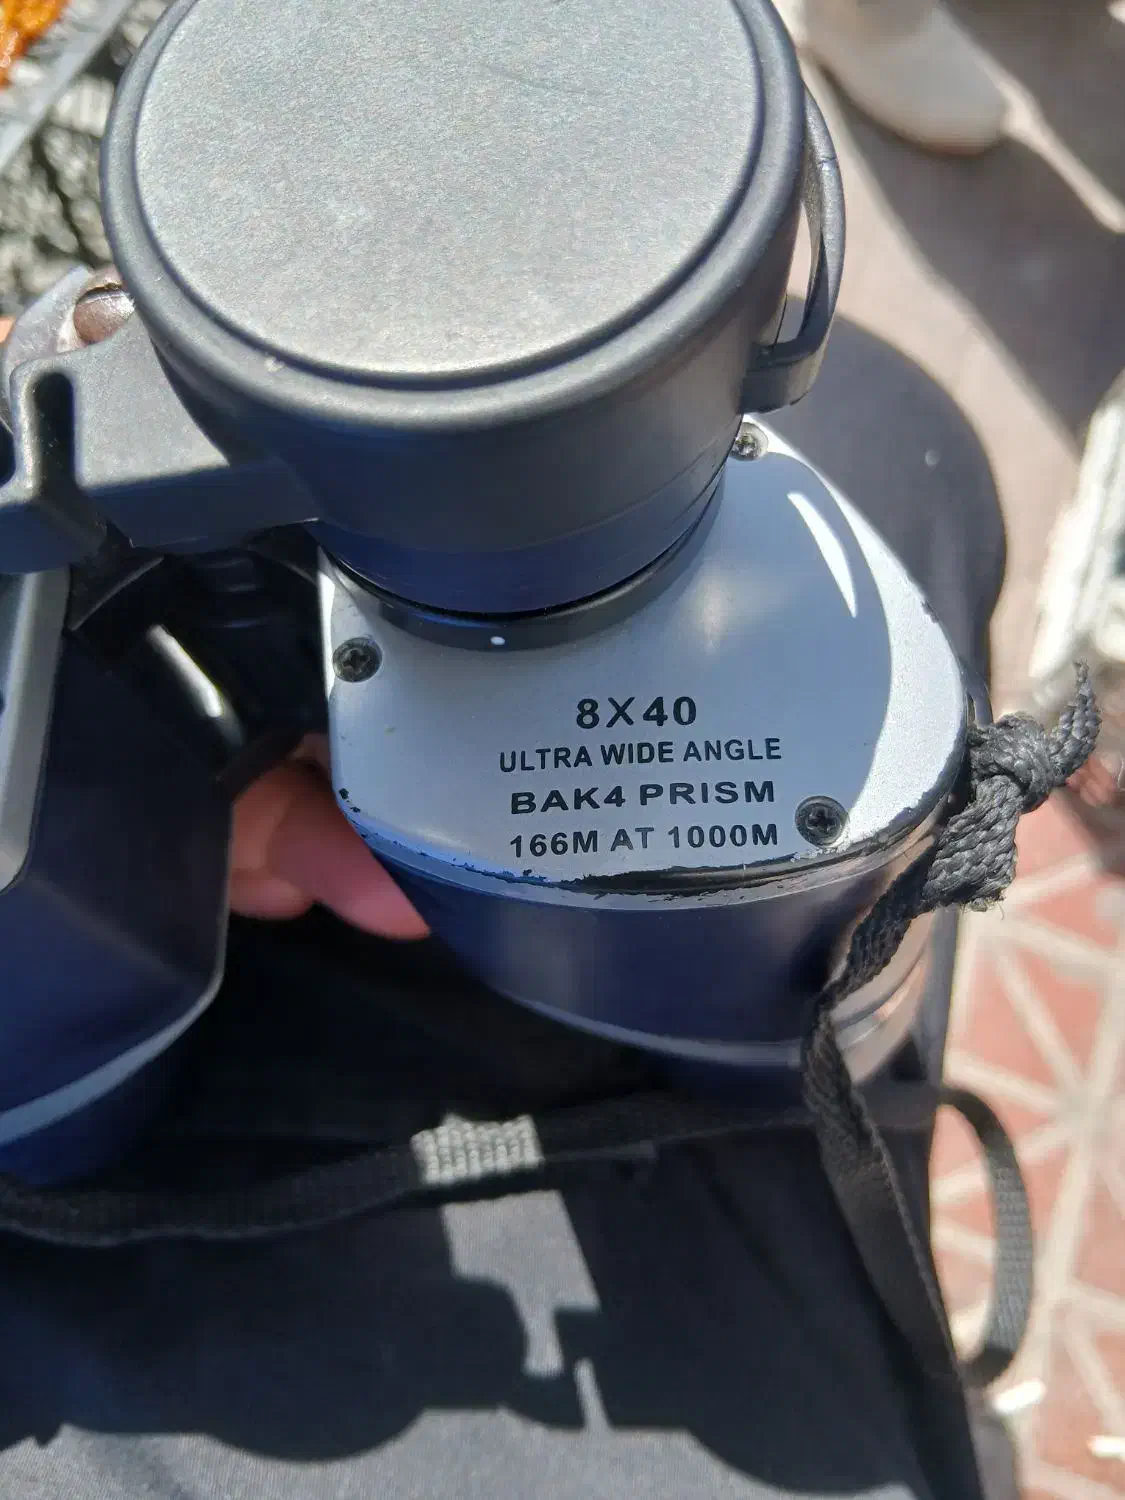 8X40
ULTRA WIDE ANGLE
BAK4 PRISM
166M AT 1000M